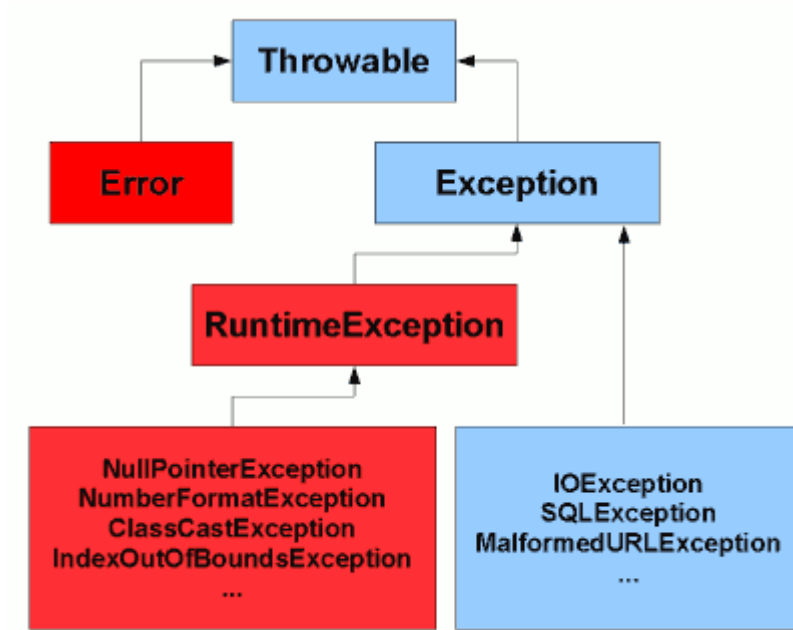 Throwable
Error
Exception
RuntimeException
NullPointerException
NumberFormatException
ClassCastException
IndexOutOfBoundsException
...
IOException
SQLException
MalformedURLException
...